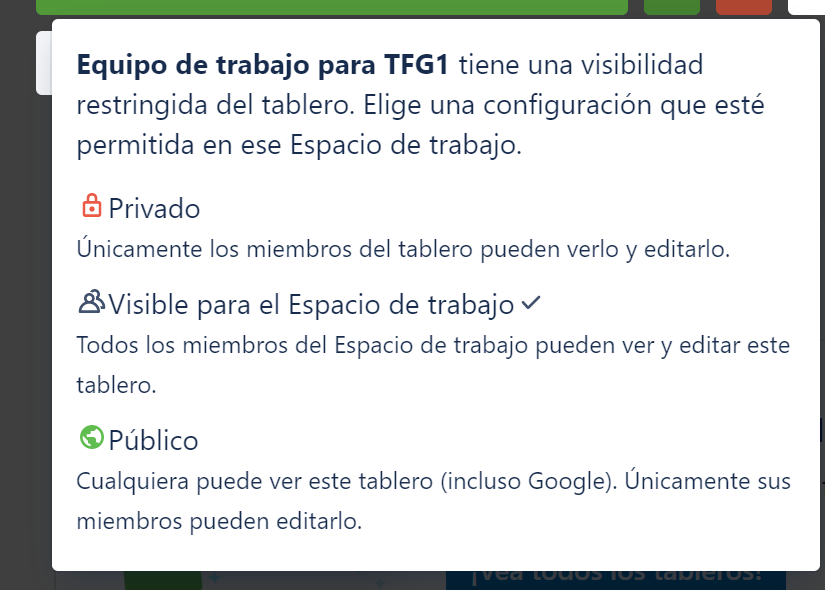 Equipo de trabajo para TFG1 tiene una visibilidad
restringida del tablero. Elige una configuración que esté
permitida en ese Espacio de trabajo.
Privado
Únicamente los miembros del tablero pueden verlo y editarlo.
Visible para el Espacio de trabajo
Todos los miembros del Espacio de trabajo pueden ver y editar este
tablero.
Público
Cualquiera puede ver este tablero (incluso Google). Únicamente sus
miembros pueden editarlo.
¡Vea todos los tableros!